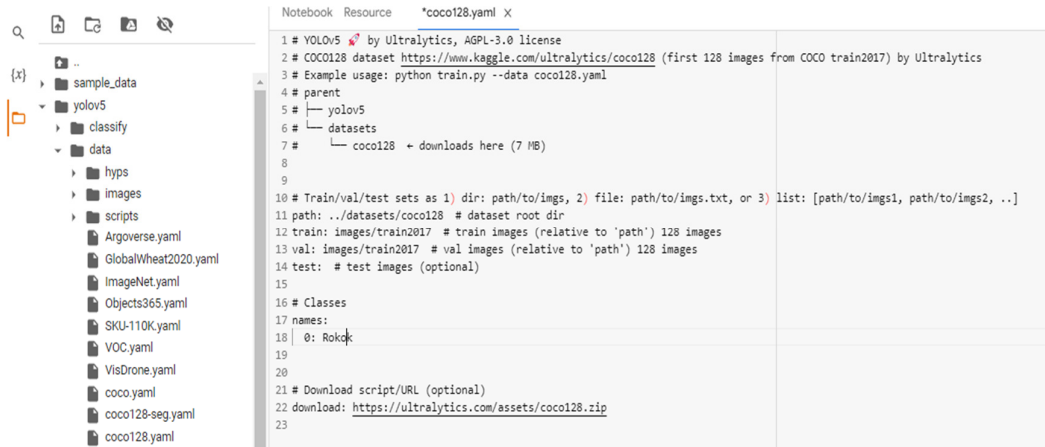 Notebook Resource *coco128.yaml X
{x}
..
sample_data
yolov5
classify
data
hyps
images
scripts
Argoverse.yaml
GlobalWheat2020.yaml
ImageNet.yaml
Objects365.yaml
SKU-110K.yaml
VOC.yaml
VisDrone.yaml
coco.yaml
coco128-seg.yaml
coco128.yaml
1 # YOLOv5 🚀 by Ultralytics, AGPL-3.0 license
2 # COCO128 dataset https://www.kaggle.com/ultralytics/coco128 (first 128 images from COCO train2017) by Ultralytics
3 # Example usage: python train.py --data coco128.yaml
4 # parent
5 # ├── yolov5
6 # └── datasets
7 #     └── coco128  ← downloads here (7 MB)
8
9
10 # Train/val/test sets as 1) dir: path/to/imgs, 2) file: path/to/imgs.txt, or 3) list: [path/to/imgs1, path/to/imgs2, ..]
11 path: ../datasets/coco128  # dataset root dir
12 train: images/train2017  # train images (relative to 'path') 128 images
13 val: images/train2017  # val images (relative to 'path') 128 images
14 test:  # test images (optional)
15
16 # Classes
17 names:
18   0: Rokok
19
20
21 # Download script/URL (optional)
22 download: https://ultralytics.com/assets/coco128.zip
23